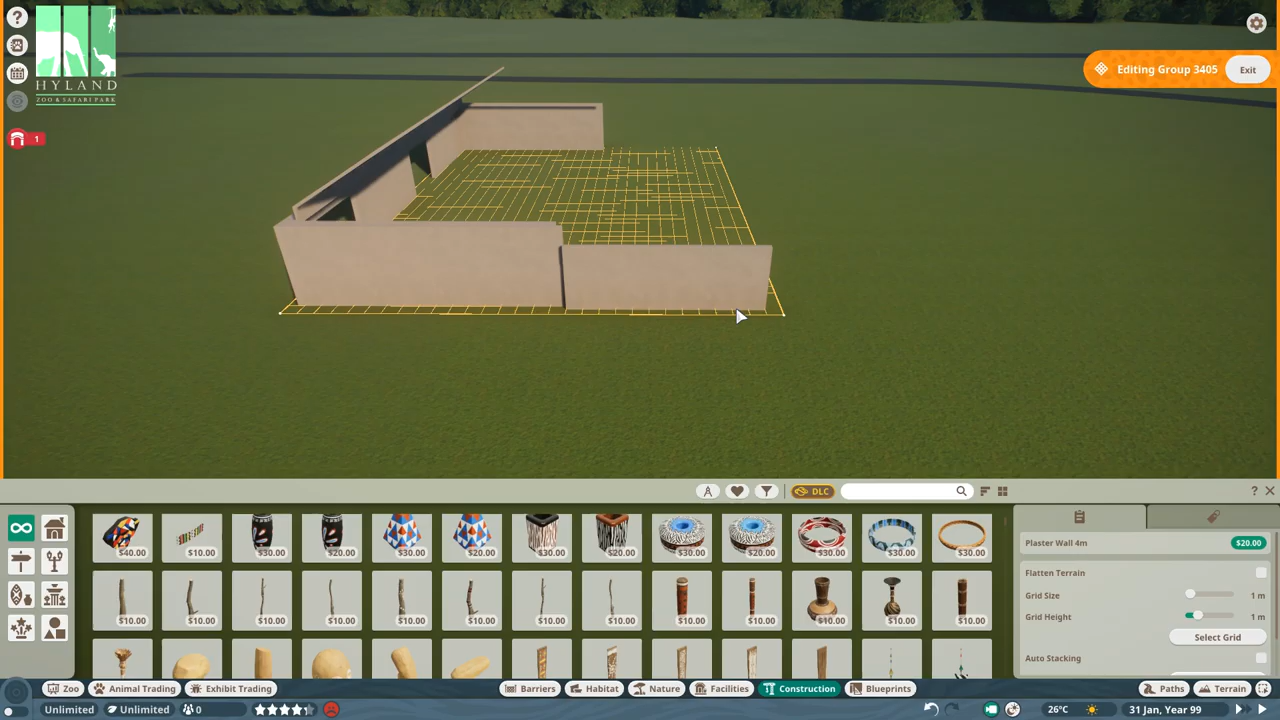 HYLAND
ZOO & SAFARI PARK
?
Editing Group 3405
Exit
1
DLC
?
$40.00 $10.00 $30.00 $20.00 $30.00 $20.00 $30.00 $20.00 $30.00 $20.00 $30.00 $30.00 $30.00
$10.00 $10.00 $10.00 $10.00 $10.00 $10.00 $10.00 $10.00 $10.00 $10.00 $10.00 $10.00 $10.00
Plaster Wall 4m $20.00
Flatten Terrain
Grid Size 1 m
Grid Height 1 m
Select Grid
Auto Stacking
Zoo Animal Trading Exhibit Trading Barriers Habitat Nature Facilities Construction Blueprints Paths Terrain
Unlimited Unlimited 0 26°C 31 Jan, Year 99